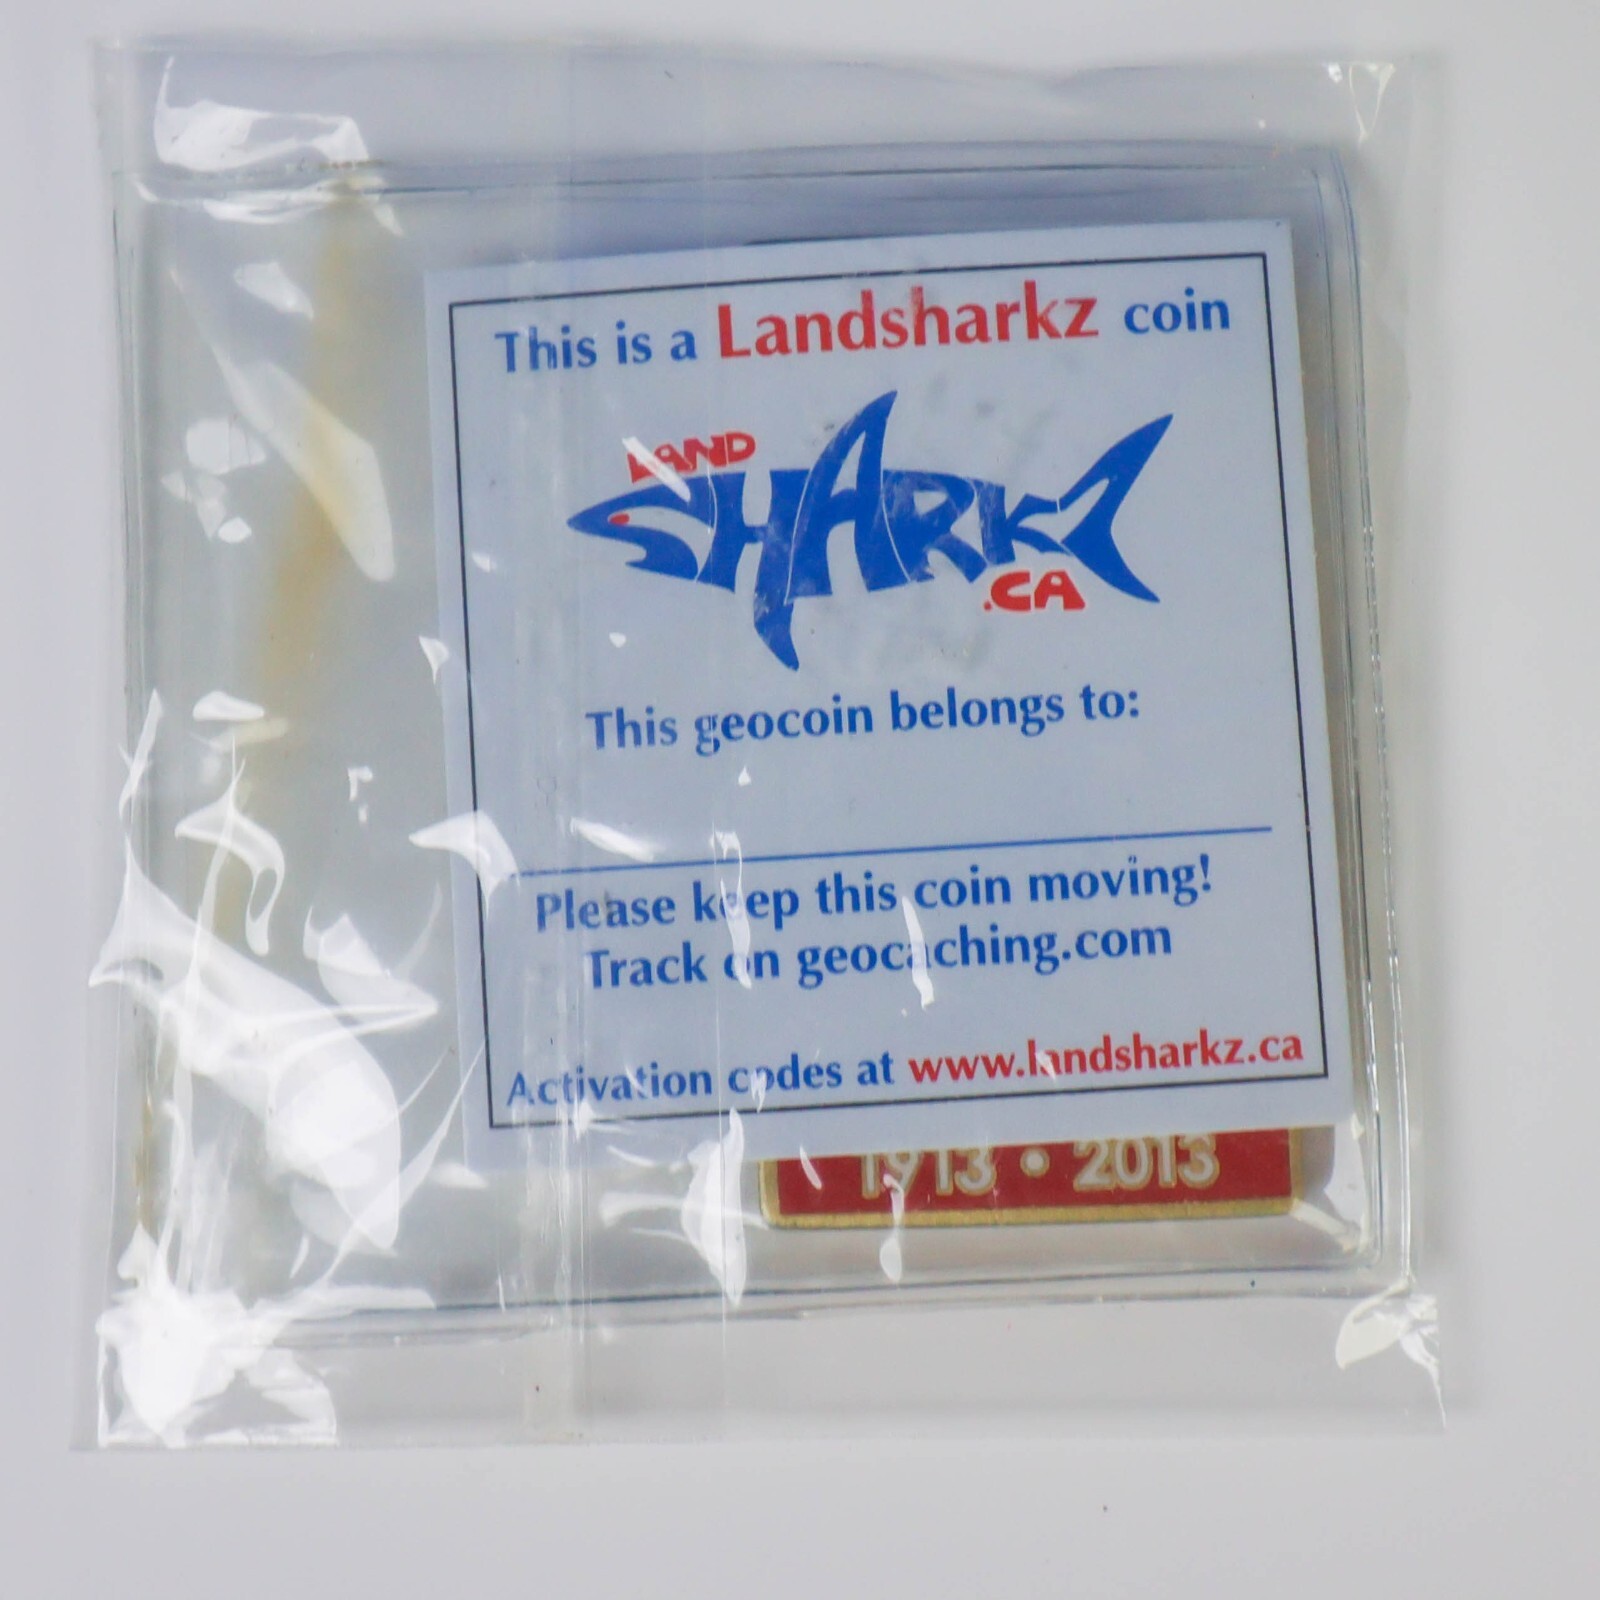 This is a Landsharkz coin
LAND
SHARKZ
.CA
This geocoin belongs to:
Please keep this coin moving!
Track on geocaching.com
Activation codes at www.landsharkz.ca
1913 • 2013